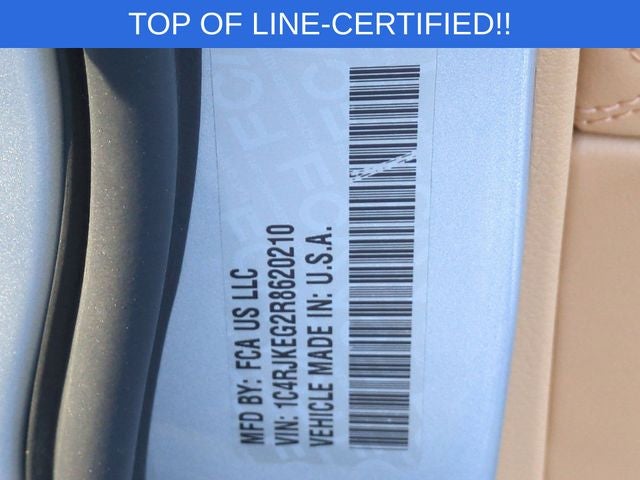 TOP OF LINE-CERTIFIED!!
MFD BY: FCA US LLC
VIN: 1C4RJKEG2R8620210
VEHICLE MADE IN: U.S.A.